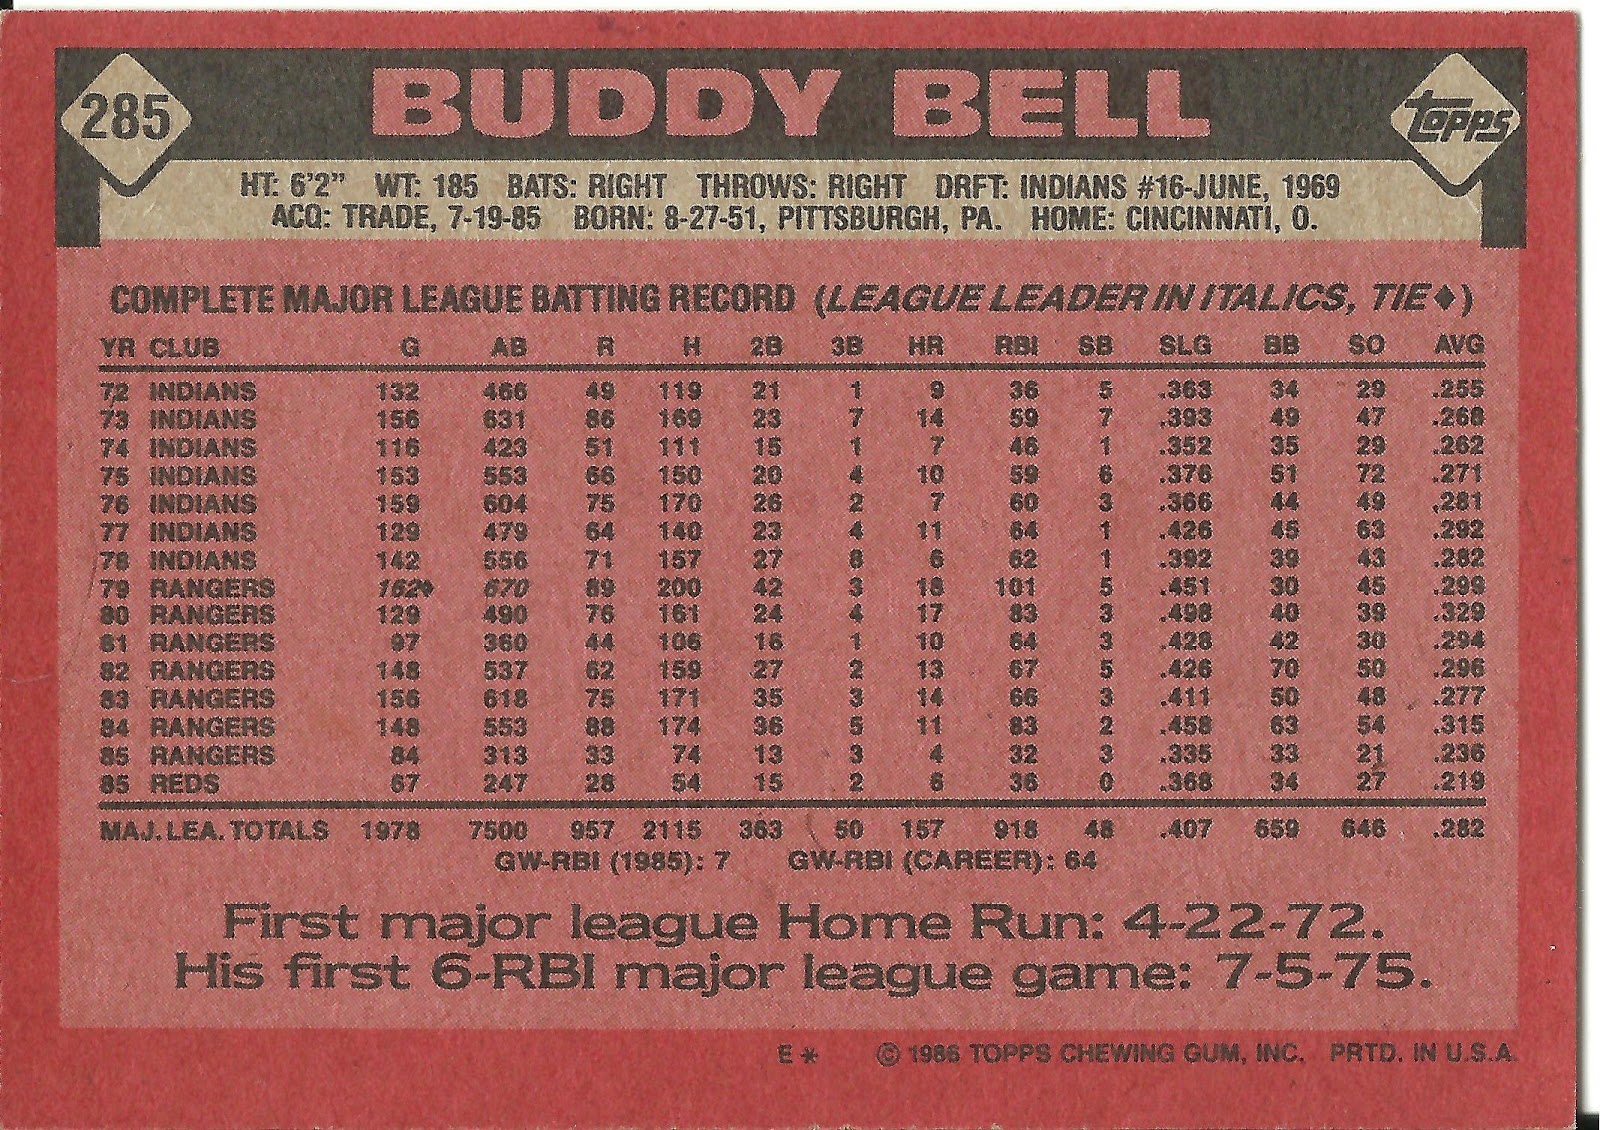 285 BUDDY BELL topps
HT: 6'2" WT: 185 BATS: RIGHT THROWS: RIGHT DRFT: INDIANS #16-JUNE, 1969
ACQ: TRADE, 7-19-85 BORN: 8-27-51, PITTSBURGH, PA. HOME: CINCINNATI, O.
COMPLETE MAJOR LEAGUE BATTING RECORD (LEAGUE LEADER IN ITALICS, TIE♦)
YR CLUB G AB R H 2B 3B HR RBI SB SLG BB SO AVG
72 INDIANS 132 466 49 119 21 1 9 36 5 .363 34 29 .255
73 INDIANS 156 631 86 169 23 7 14 59 7 .393 49 47 .268
74 INDIANS 116 423 51 111 15 1 7 46 1 .352 35 29 .262
75 INDIANS 153 553 66 150 20 4 10 59 6 .376 51 72 .271
76 INDIANS 159 604 75 170 26 2 7 60 3 .366 44 49 .281
77 INDIANS 129 479 64 140 23 4 11 64 1 .426 45 63 .292
78 INDIANS 142 556 71 157 27 8 6 62 1 .392 39 43 .282
79 RANGERS 162♦ 670 89 200 42 3 18 101 5 .451 30 45 .299
80 RANGERS 129 490 76 161 24 4 17 83 3 .498 40 39 .329
81 RANGERS 97 360 44 106 16 1 10 64 3 .428 42 30 .294
82 RANGERS 148 537 62 159 27 2 13 67 5 .426 70 50 .296
83 RANGERS 156 618 75 171 35 3 14 66 3 .411 50 48 .277
84 RANGERS 148 553 88 174 36 5 11 83 2 .458 63 54 .315
85 RANGERS 84 313 33 74 13 3 4 32 3 .335 33 21 .236
85 REDS 67 247 28 54 15 2 6 36 0 .368 34 27 .219
MAJ. LEA. TOTALS 1978 7500 957 2115 363 50 157 918 48 .407 659 646 .282
GW-RBI (1985): 7 GW-RBI (CAREER): 64
First major league Home Run: 4-22-72.
His first 6-RBI major league game: 7-5-75.
E* © 1986 TOPPS CHEWING GUM, INC. PRTD. IN U.S.A.